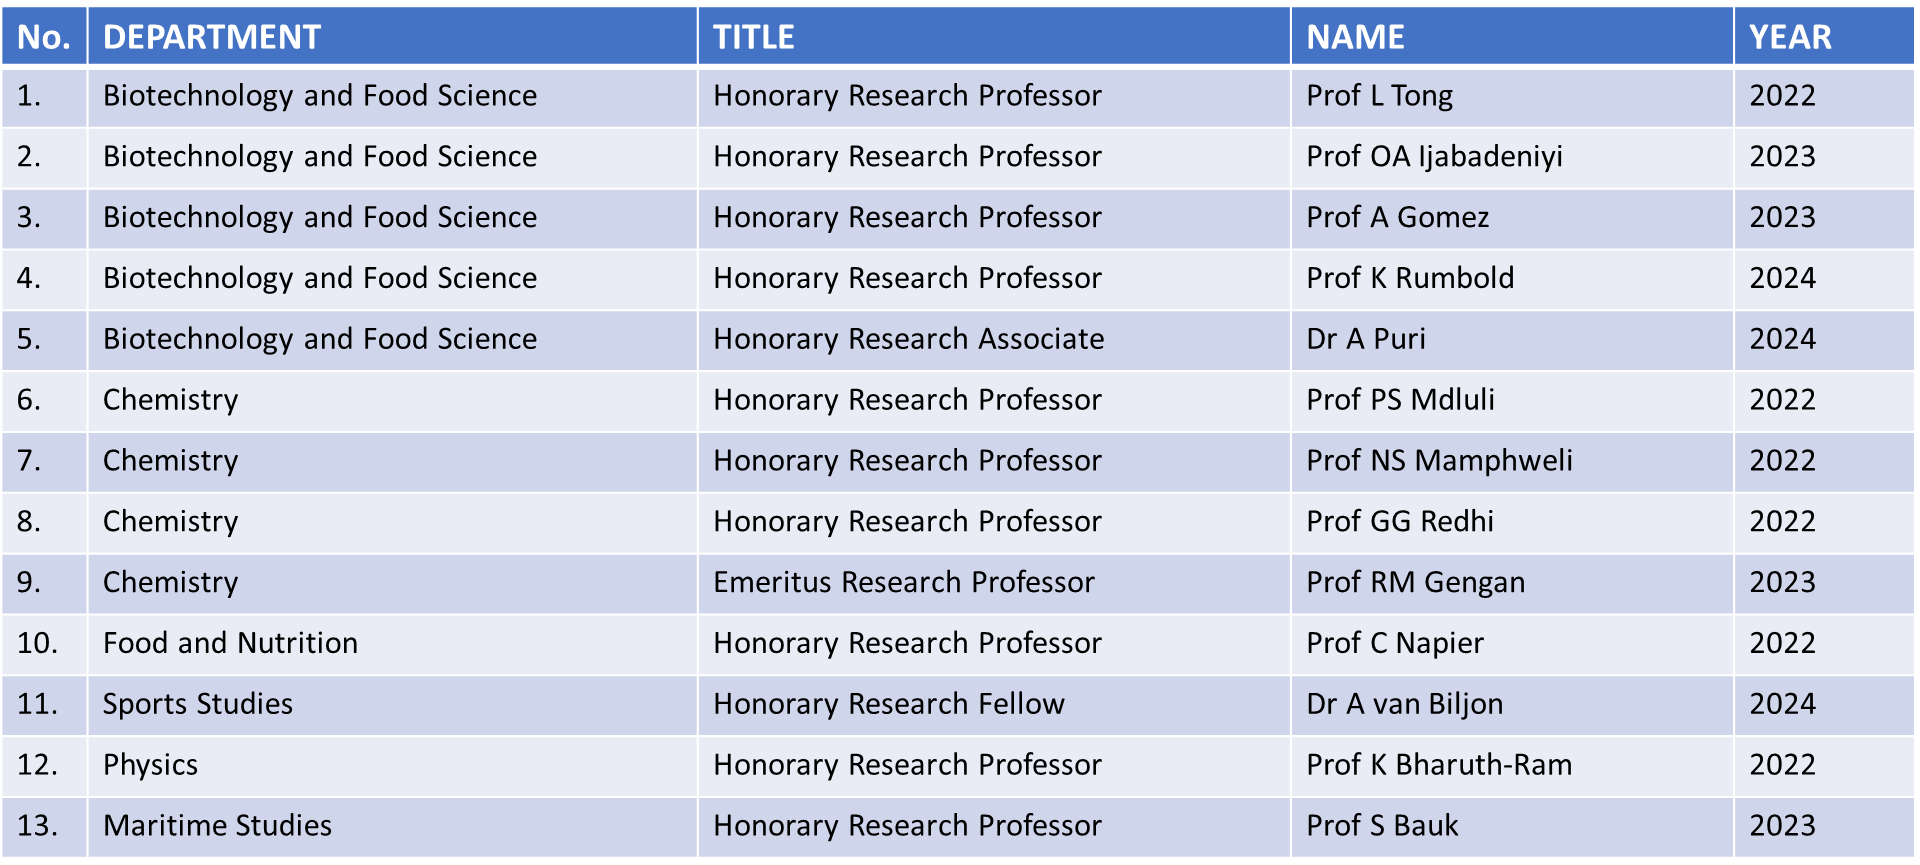 No. DEPARTMENT TITLE NAME YEAR
1. Biotechnology and Food Science Honorary Research Professor Prof L Tong 2022
2. Biotechnology and Food Science Honorary Research Professor Prof OA Ijabadeniyi 2023
3. Biotechnology and Food Science Honorary Research Professor Prof A Gomez 2023
4. Biotechnology and Food Science Honorary Research Professor Prof K Rumbold 2024
5. Biotechnology and Food Science Honorary Research Associate Dr A Puri 2024
6. Chemistry Honorary Research Professor Prof PS Mdluli 2022
7. Chemistry Honorary Research Professor Prof NS Mamphweli 2022
8. Chemistry Honorary Research Professor Prof GG Redhi 2022
9. Chemistry Emeritus Research Professor Prof RM Gengan 2023
10. Food and Nutrition Honorary Research Professor Prof C Napier 2022
11. Sports Studies Honorary Research Fellow Dr A van Biljon 2024
12. Physics Honorary Research Professor Prof K Bharuth-Ram 2022
13. Maritime Studies Honorary Research Professor Prof S Bauk 2023